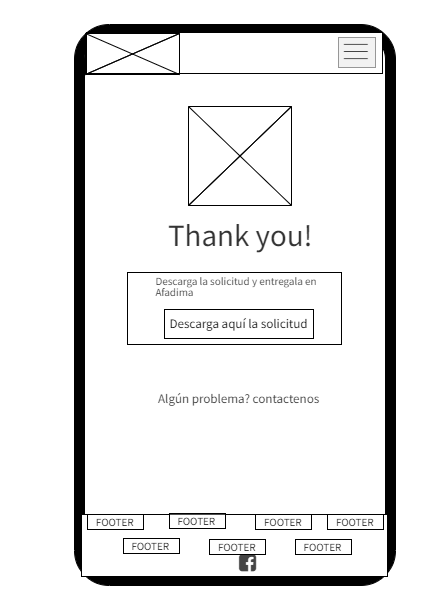 Thank you!
Descarga la solicitud y entregala en
Afadima
Descarga aquí la solicitud
Algún problema? contactenos
FOOTER FOOTER FOOTER FOOTER
FOOTER FOOTER FOOTER